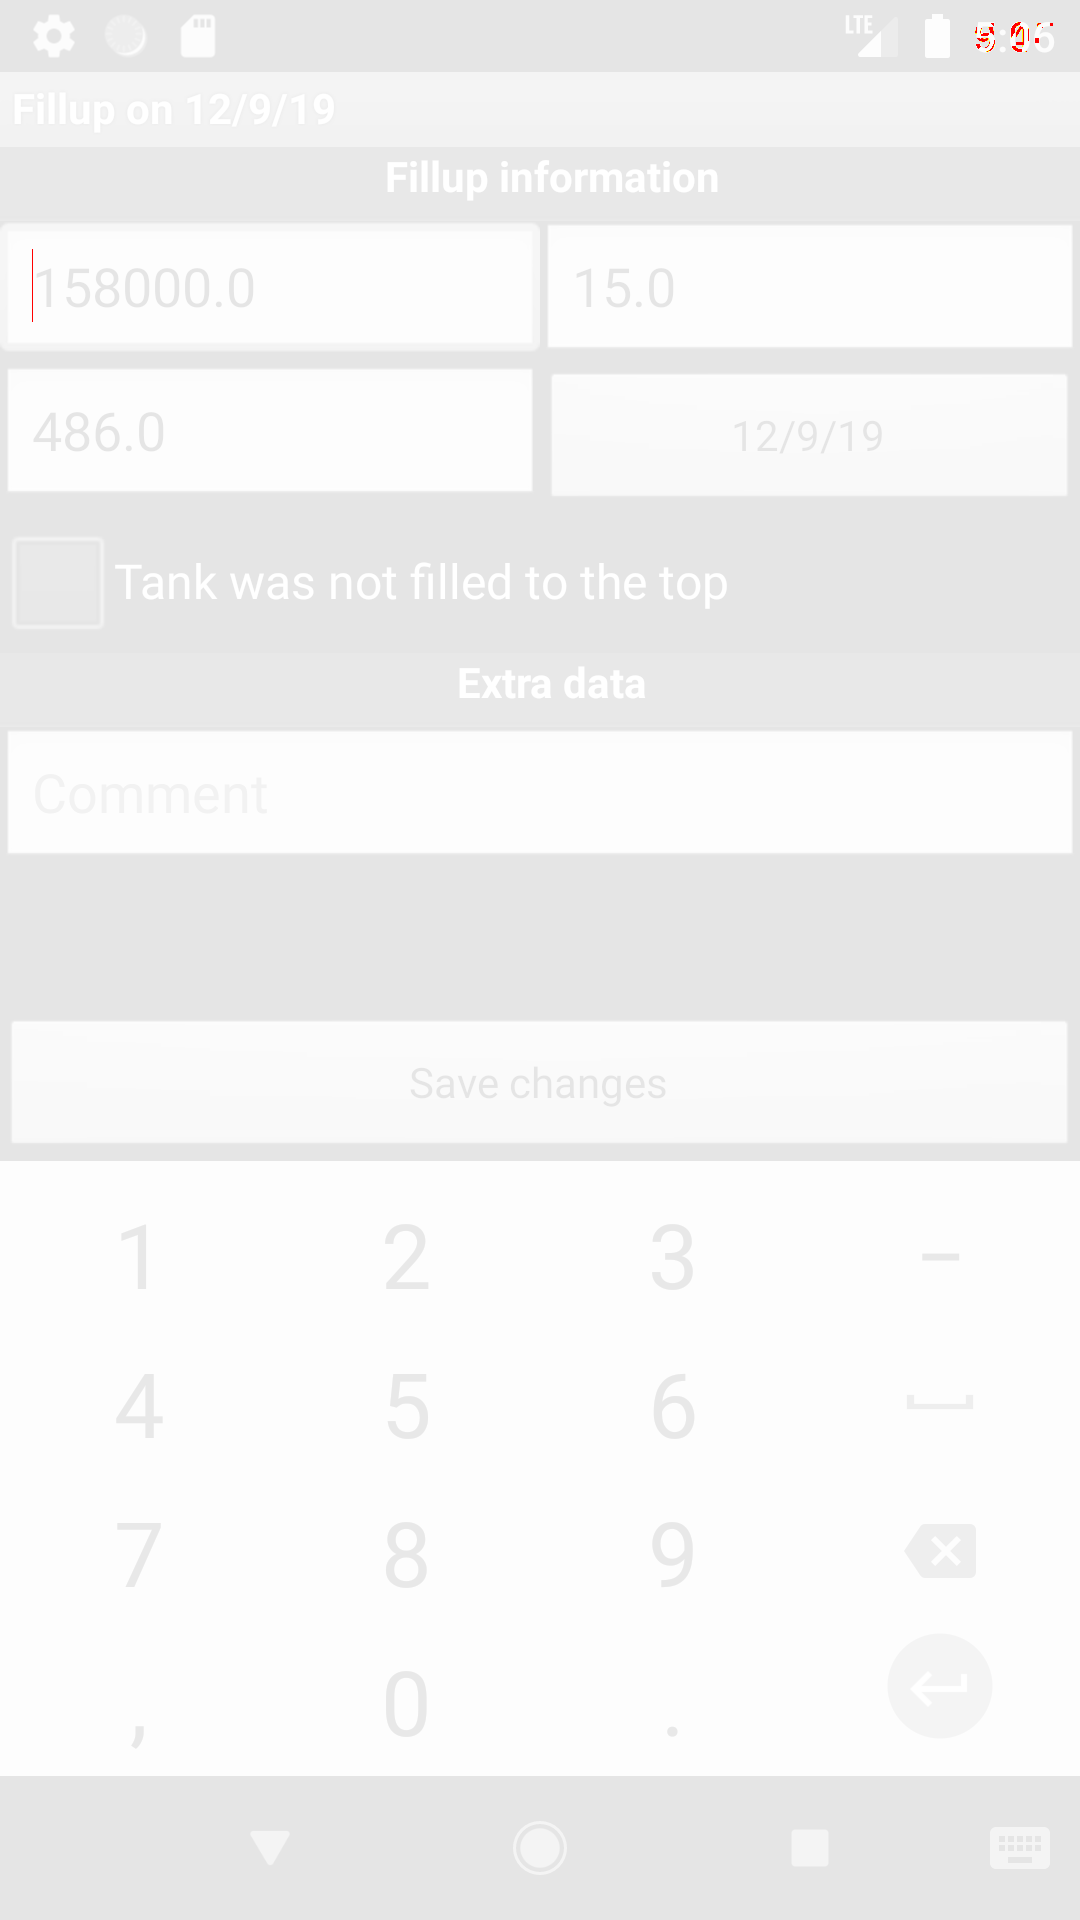 LTE
Fillup on 12/9/19
Fillup information
158000.0
15.0
486.0
12/9/19
Tank was not filled to the top
Extra data
Comment
Save changes
1 2 3 –
4 5 6
7 8 9
, 0 .